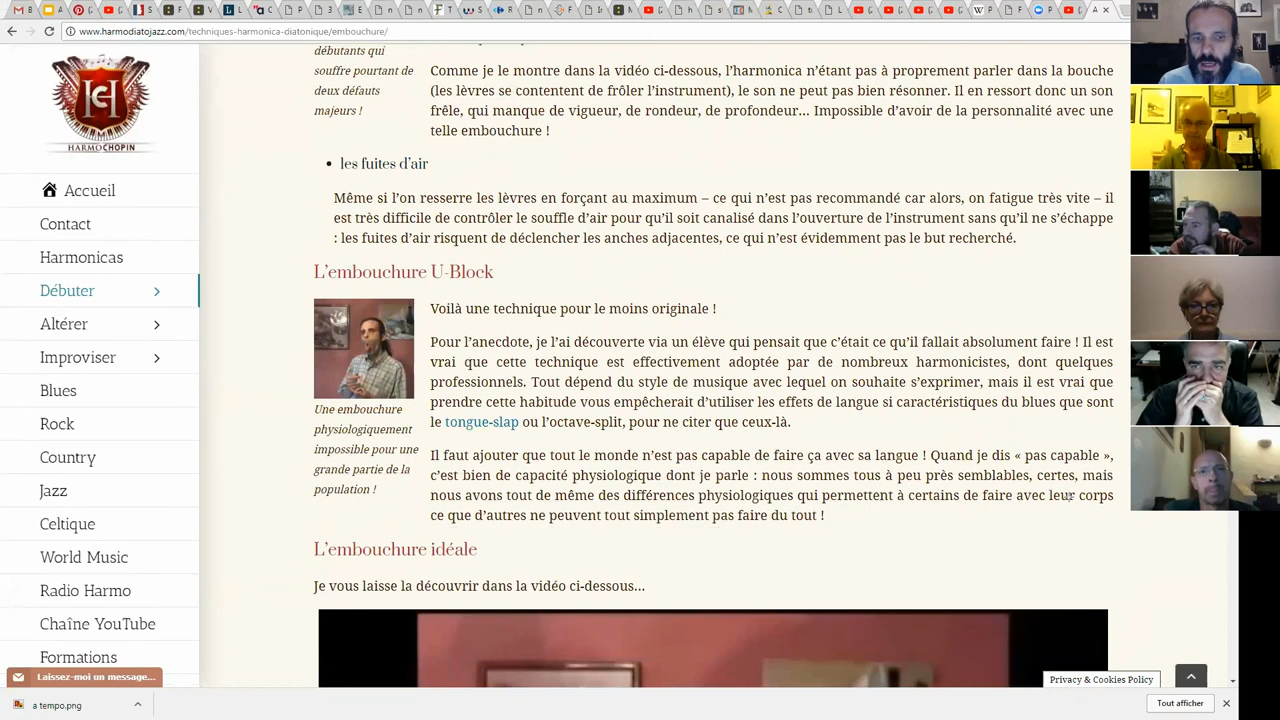 www.harmodiatojazz.com/techniques-harmonica-diatonique/embouchure/
HC
HARMOCHOPIN
Accueil
Contact
Harmonicas
Débuter
Altérer
Improviser
Blues
Rock
Country
Jazz
Celtique
World Music
Radio Harmo
Chaîne YouTube
Formations
Laissez-moi un message...
débutants qui
souffre pourtant de
deux défauts
majeurs !
Comme je le montre dans la vidéo ci-dessous, l’harmonica n’étant pas à proprement parler dans la bouche
(les lèvres se contentent de frôler l’instrument), le son ne peut pas bien résonner. Il en ressort donc un son
frêle, qui manque de vigueur, de rondeur, de profondeur… Impossible d’avoir de la personnalité avec une
telle embouchure !
les fuites d’air
Même si l’on resserre les lèvres en forçant au maximum – ce qui n’est pas recommandé car alors, on fatigue très vite – il
est très difficile de contrôler le souffle d’air pour qu’il soit canalisé dans l’ouverture de l’instrument sans qu’il ne s’échappe
: les fuites d’air risquent de déclencher les anches adjacentes, ce qui n’est évidemment pas le but recherché.
L’embouchure U-Block
Une embouchure
physiologiquement
impossible pour une
grande partie de la
population !
Voilà une technique pour le moins originale !
Pour l’anecdote, je l’ai découverte via un élève qui pensait que c’était ce qu’il fallait absolument faire ! Il est
vrai que cette technique est effectivement adoptée par de nombreux harmonicistes, dont quelques
professionnels. Tout dépend du style de musique avec lequel on souhaite s’exprimer, mais il est vrai que
prendre cette habitude vous empêcherait d’utiliser les effets de langue si caractéristiques du blues que sont
le tongue-slap ou l’octave-split, pour ne citer que ceux-là.
Il faut ajouter que tout le monde n’est pas capable de faire ça avec sa langue ! Quand je dis « pas capable »,
c’est bien de capacité physiologique dont je parle : nous sommes tous à peu près semblables, certes, mais
nous avons tout de même des différences physiologiques qui permettent à certains de faire avec leur corps
ce que d’autres ne peuvent tout simplement pas faire du tout !
L’embouchure idéale
Je vous laisse la découvrir dans la vidéo ci-dessous…
Privacy & Cookies Policy
a tempo.png
Tout afficher